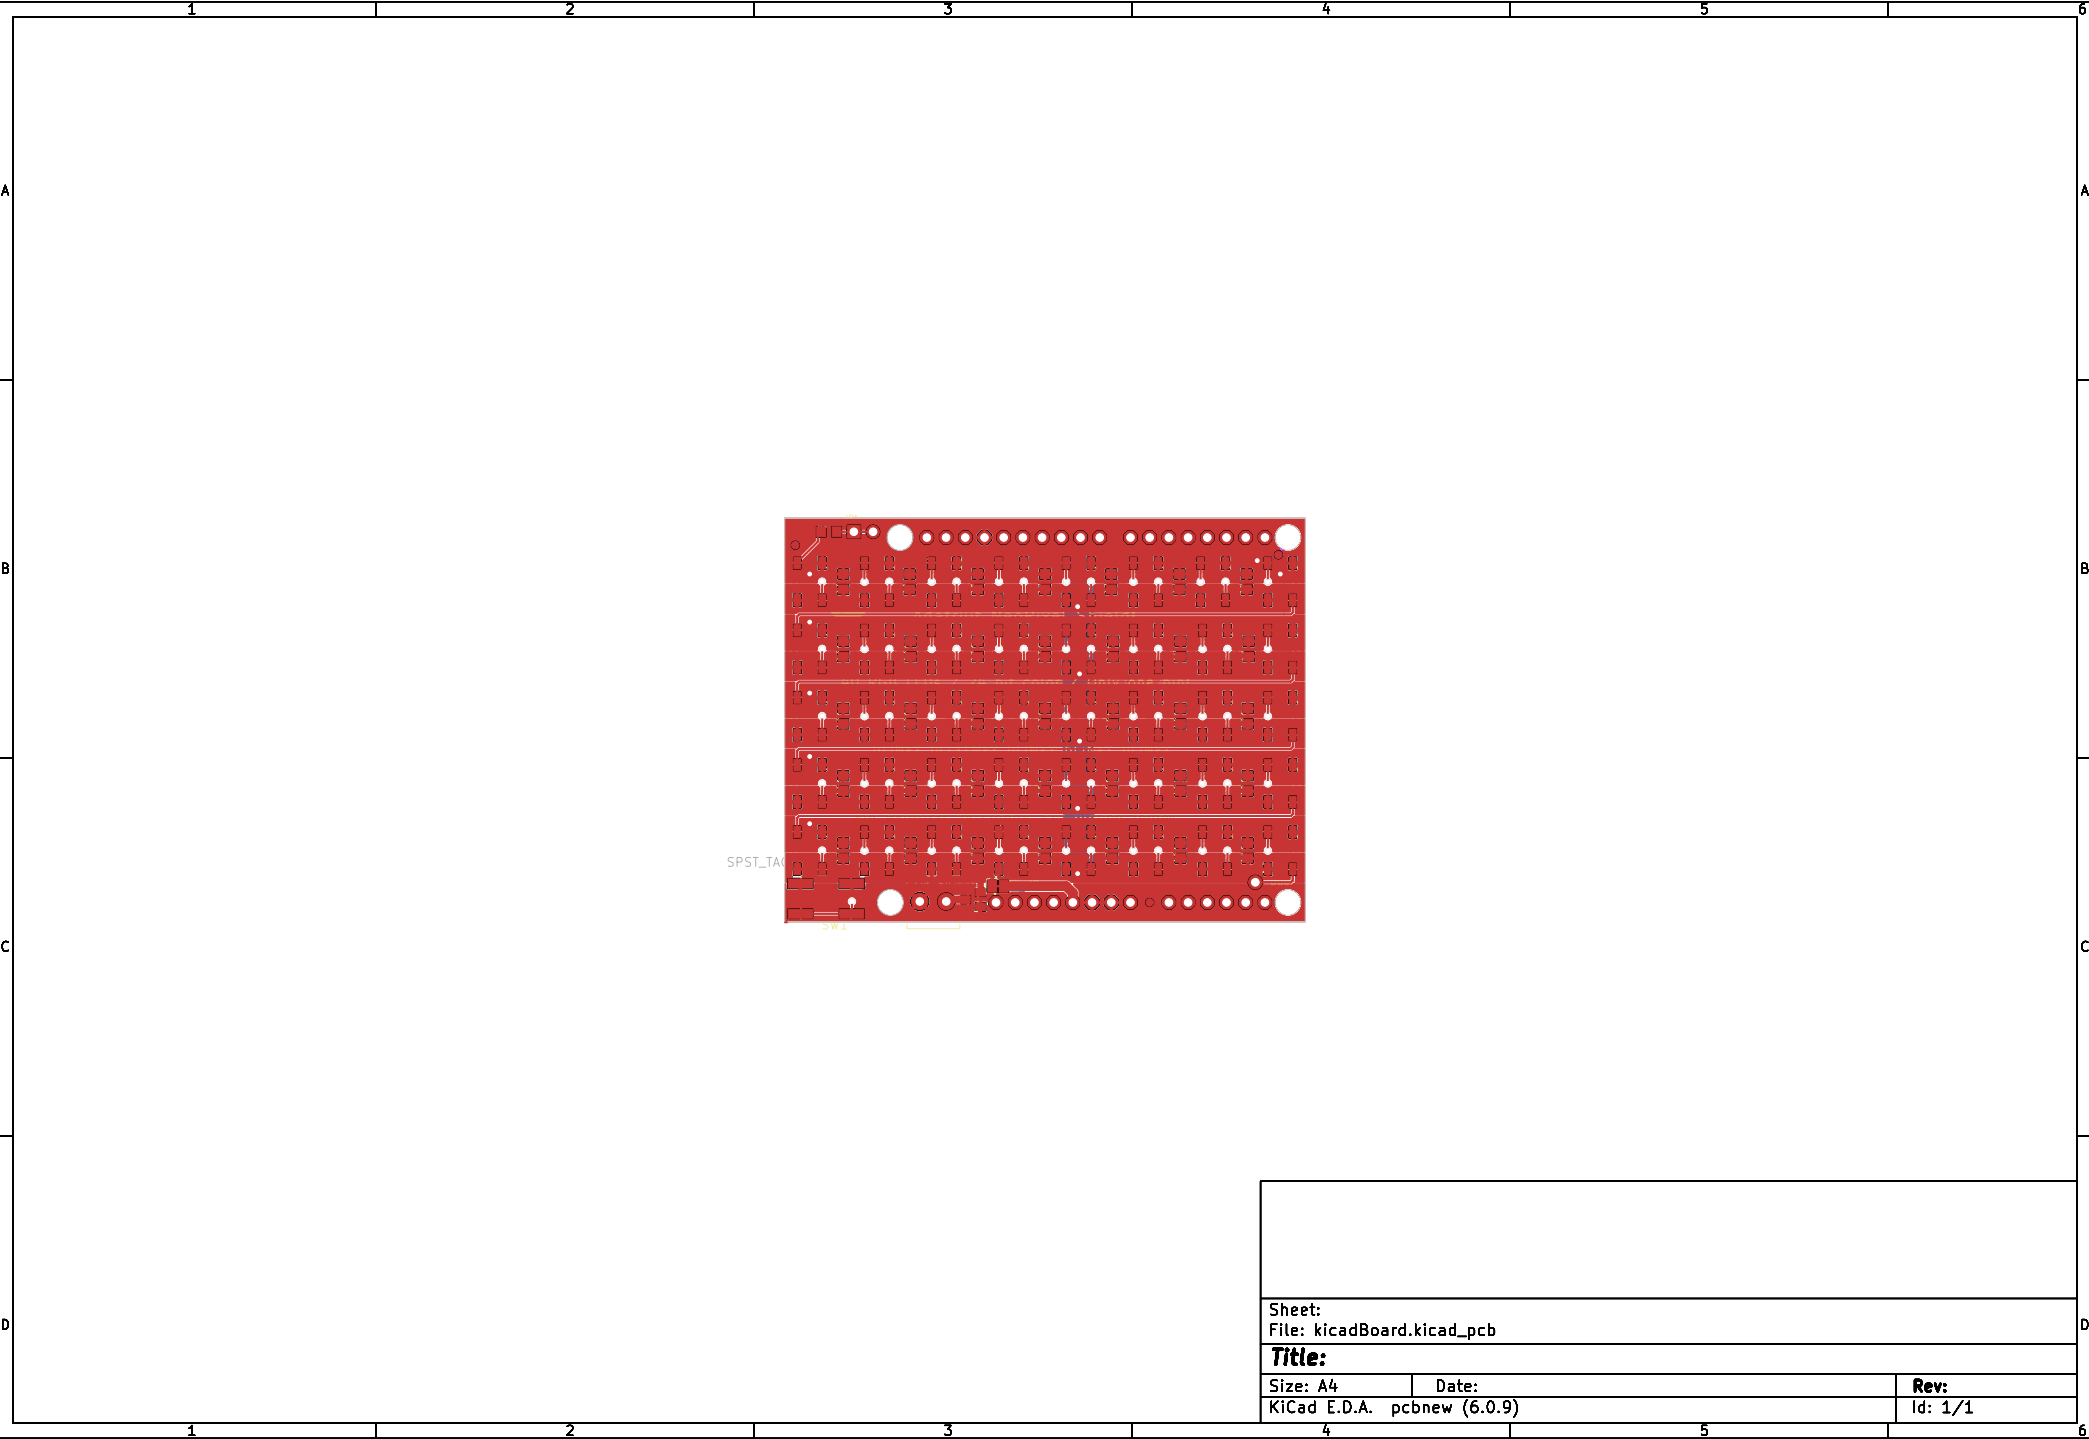 1 2 3 4 5 6
A A
B B
SPST_TAC
SW1
C C
D D
Sheet:
File: kicadBoard.kicad_pcb
Title:
Size: A4 Date: Rev:
KiCad E.D.A. pcbnew (6.0.9) Id: 1/1
1 2 3 4 5 6